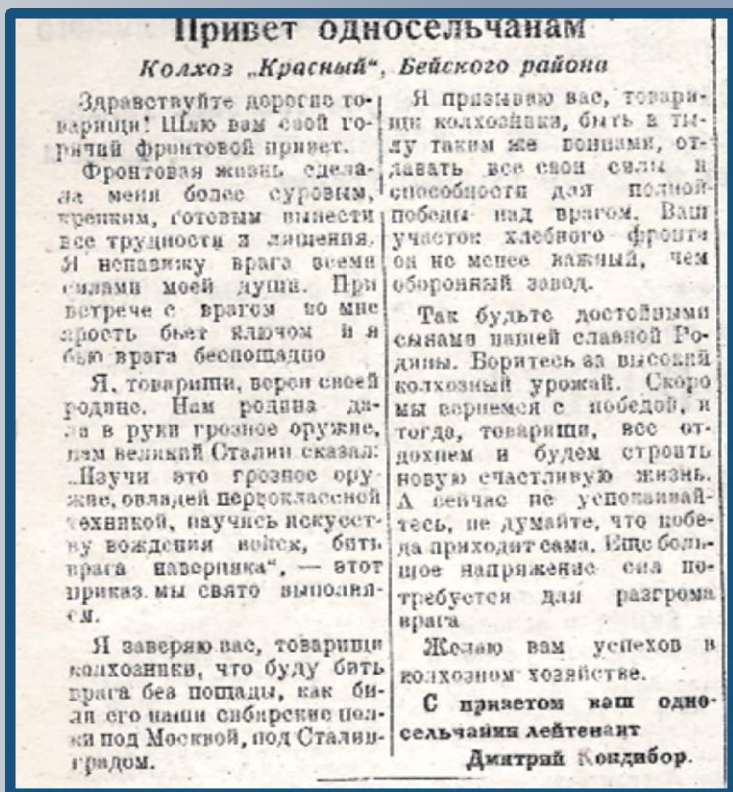 Привет односельчанам
Колхоз „Красный“, Бейского района
Здравствуйте дорогие то-
варищи! Шлю вам свой го-
рячий фронтовой привет.
Фронтовая жизнь сдела-
ла меня более суровым,
крепким, готовым вынести
все трудности и лишения.
Я ненавижу врага всеми
силами моей души. При
встрече с врагом во мне
ярость бьет ключом и я
бью врага беспощадно
Я, товарищи, верен своей
родине. Нам родина да-
ла в руки грозное оружие,
нам великий Сталин сказал:
„Изучи это грозное ору-
жие, овладей первоклассной
техникой, научись искусст-
ву вождения войск, бить
врага наверняка“, — этот
приказ мы свято выполня-
ем.
Я заверяю вас, товарищи
колхозники, что буду бить
врага без пощады, как би-
ли его наши сибирские пол-
ки под Москвой, под Сталин-
градом.
Я призываю вас, товари-
щи колхозники, быть в ты-
лу таким же воинами, от-
давать все свои силы и
способности для полной
победы над врагом. Ваш
участок хлебного фронта
он не менее важный, чем
оборонный завод.
Так будьте достойными
сынами нашей славной Ро-
дины. Боритесь за высокий
колхозный урожай. Скоро
мы вернемся с победой, и
тогда, товарищи, все от-
дохнем и будем строить
новую счастливую жизнь.
А сейчас не успокаивай-
тесь, не думайте, что побе-
да приходит сама. Еще боль-
шое напряжение сил по-
требуется для разгрома
врага
Желаю вам успехов в
колхозном хозяйстве.
С приветом ваш одно-
сельчанин лейтенант
Дмитрий Кондибор.